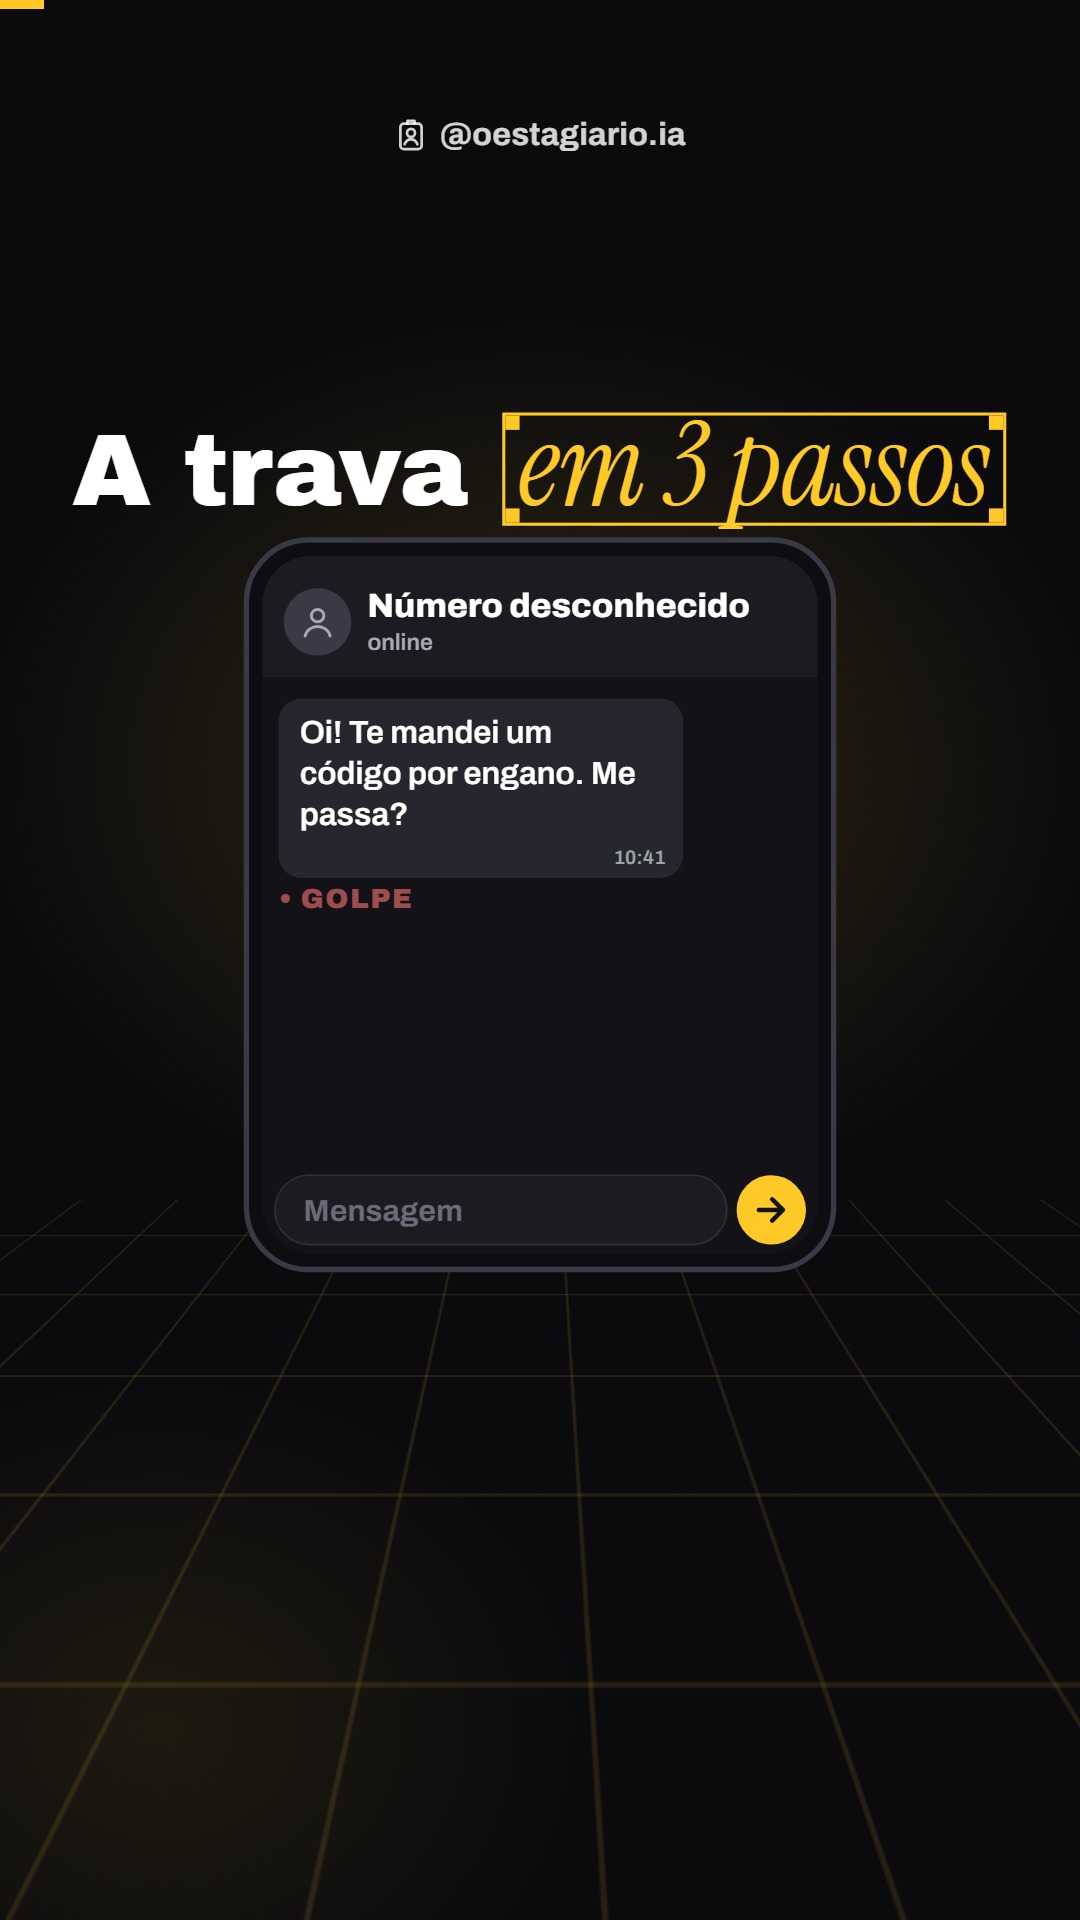 @oestagiario.ia
A trava em 3 passos
Número desconhecido
online
Oi! Te mandei um
código por engano. Me
passa?
10:41
• GOLPE
Mensagem